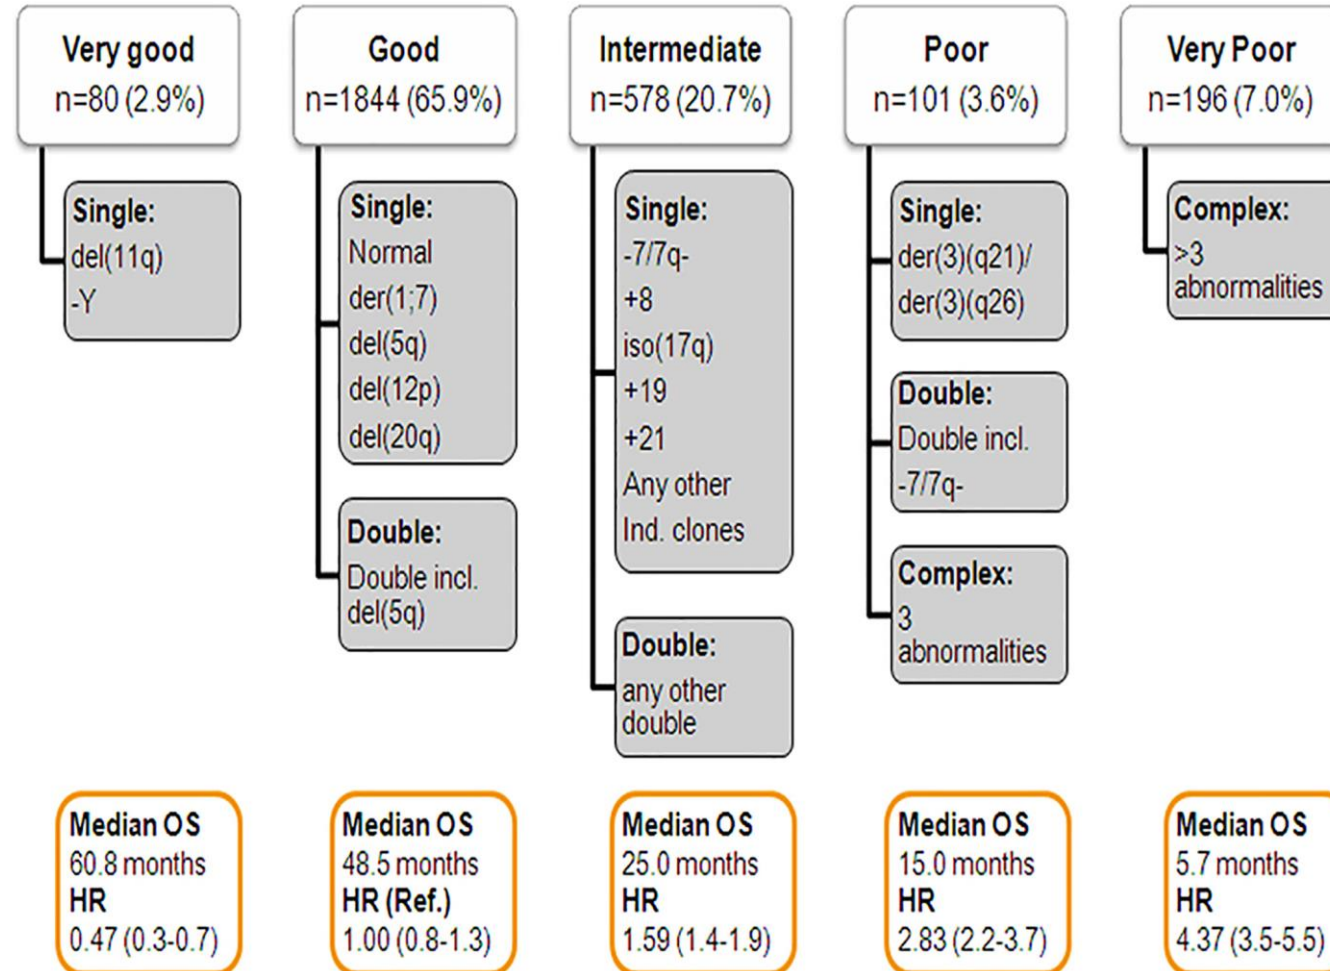 Very good
n=80 (2.9%)
Single:
del(11q)
-Y
Median OS
60.8 months
HR
0.47 (0.3-0.7)
Good
n=1844 (65.9%)
Single:
Normal
der(1;7)
del(5q)
del(12p)
del(20q)
Double:
Double incl.
del(5q)
Median OS
48.5 months
HR (Ref.)
1.00 (0.8-1.3)
Intermediate
n=578 (20.7%)
Single:
-7/7q-
+8
iso(17q)
+19
+21
Any other
Ind. clones
Double:
any other
double
Median OS
25.0 months
HR
1.59 (1.4-1.9)
Poor
n=101 (3.6%)
Single:
der(3)(q21)/
der(3)(q26)
Double:
Double incl.
-7/7q-
Complex:
3
abnormalities
Median OS
15.0 months
HR
2.83 (2.2-3.7)
Very Poor
n=196 (7.0%)
Complex:
>3
abnormalities
Median OS
5.7 months
HR
4.37 (3.5-5.5)